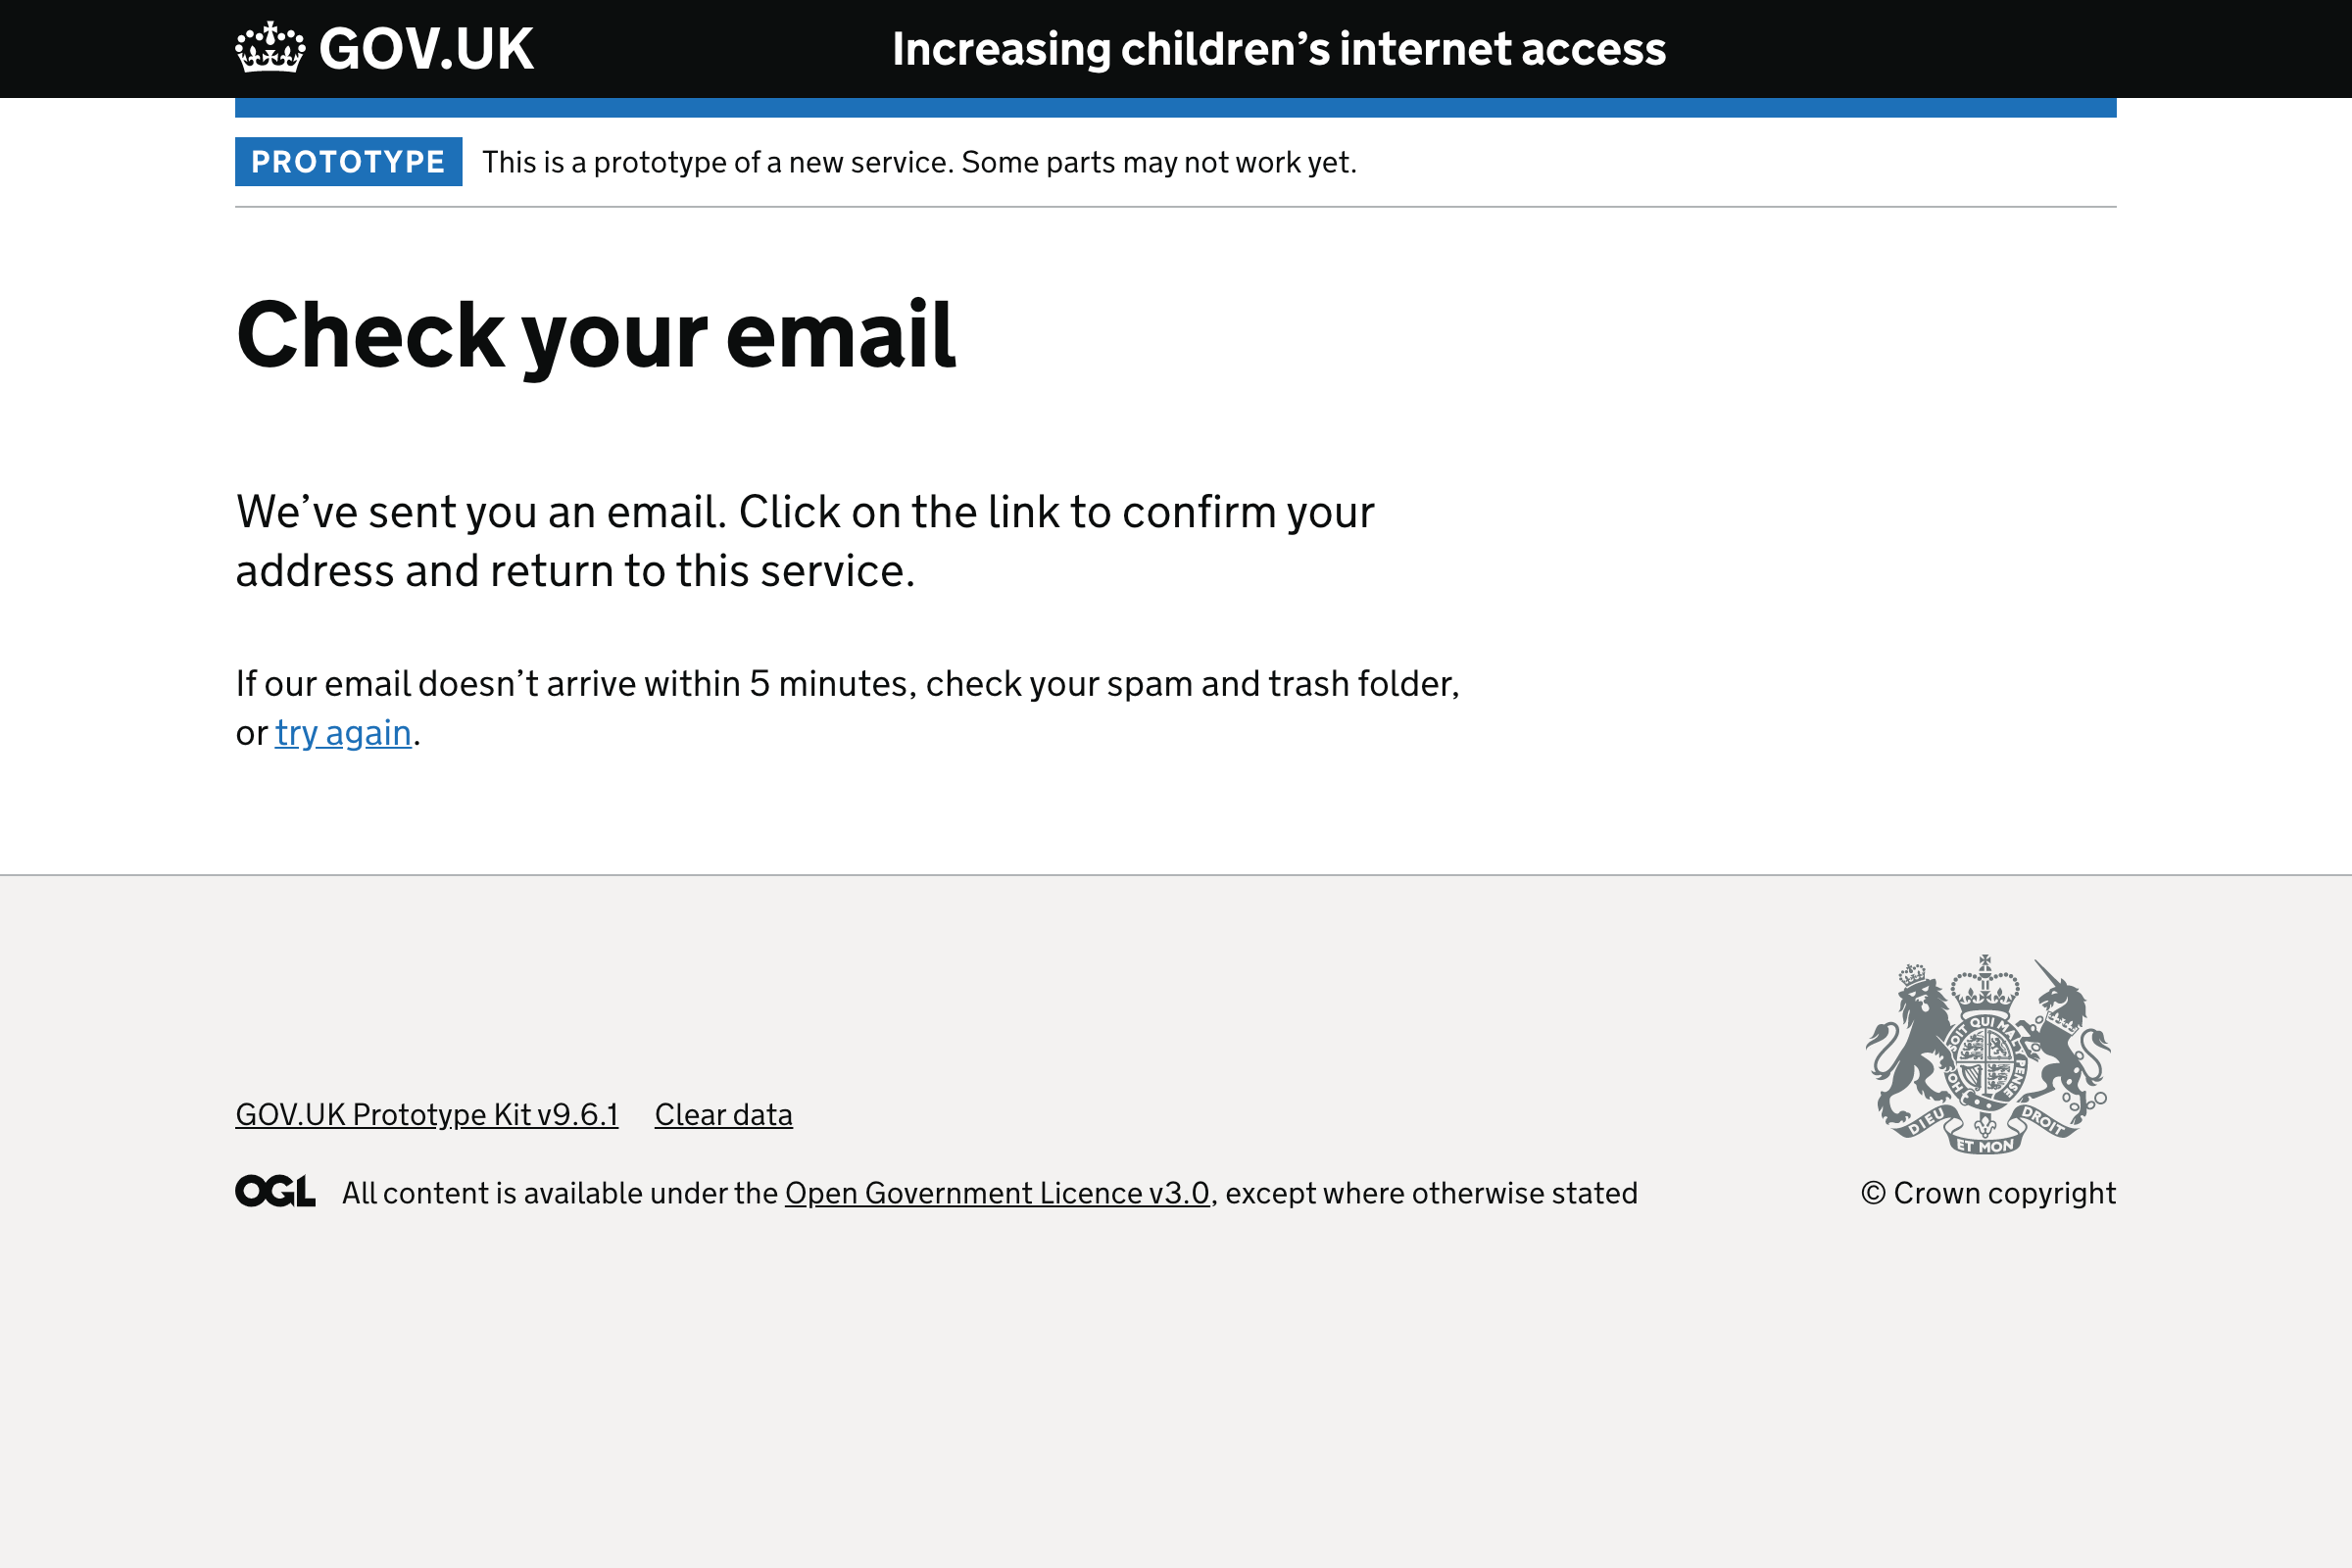 GOV.UK
Increasing children’s internet access
PROTOTYPE
This is a prototype of a new service. Some parts may not work yet.
Check your email
We’ve sent you an email. Click on the link to confirm your
address and return to this service.
If our email doesn’t arrive within 5 minutes, check your spam and trash folder,
or try again.
GOV.UK Prototype Kit v9.6.1
Clear data
SOIT QUI MAL
PENSE
HO
DIEU
ET MON
DROIT
OGL
All content is available under the Open Government Licence v3.0, except where otherwise stated
© Crown copyright